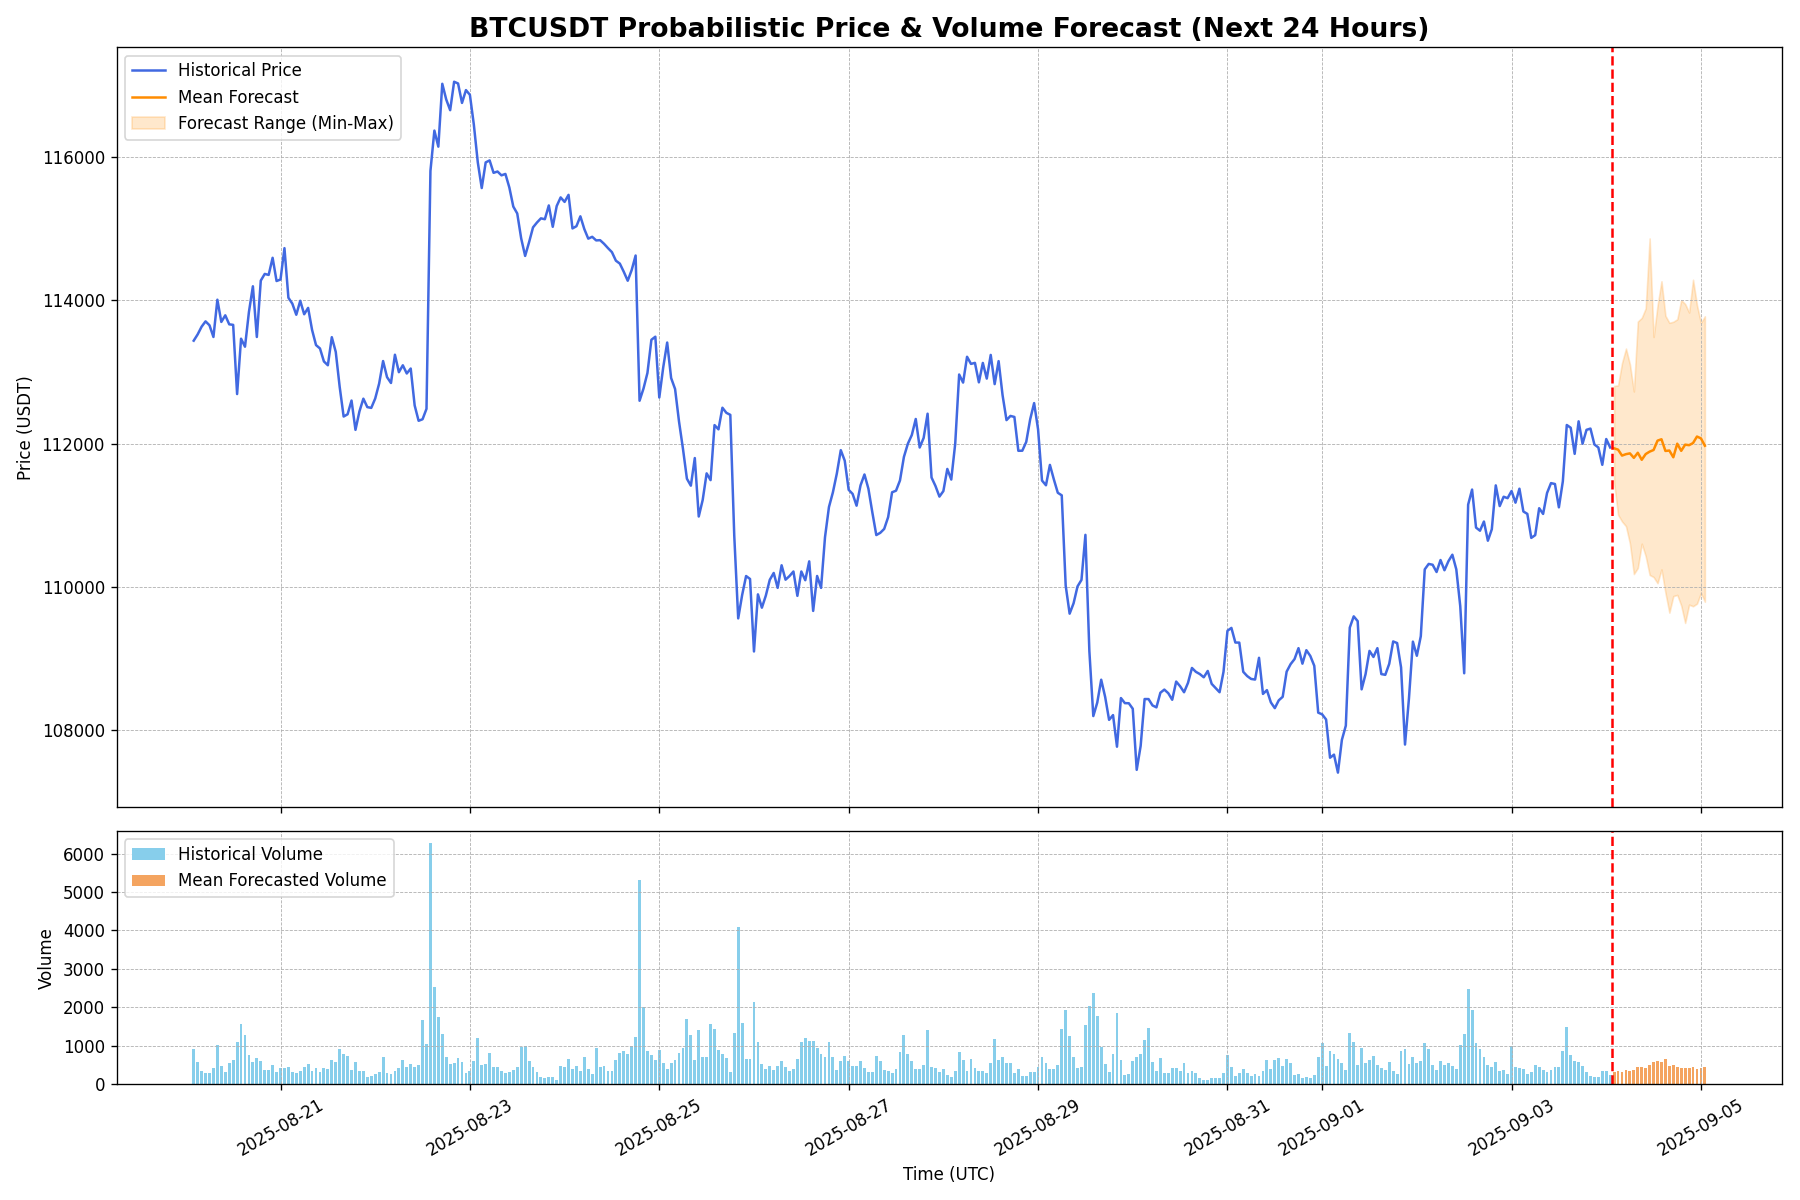 BTCUSDT Probabilistic Price & Volume Forecast (Next 24 Hours)
Historical Price
Mean Forecast
Forecast Range (Min-Max)
116000
114000
112000
110000
108000
Price (USDT)
Historical Volume
Mean Forecasted Volume
6000
5000
4000
3000
2000
1000
0
Volume
2025-08-21
2025-08-23
2025-08-25
2025-08-27
2025-08-29
2025-08-31
2025-09-01
2025-09-03
2025-09-05
Time (UTC)